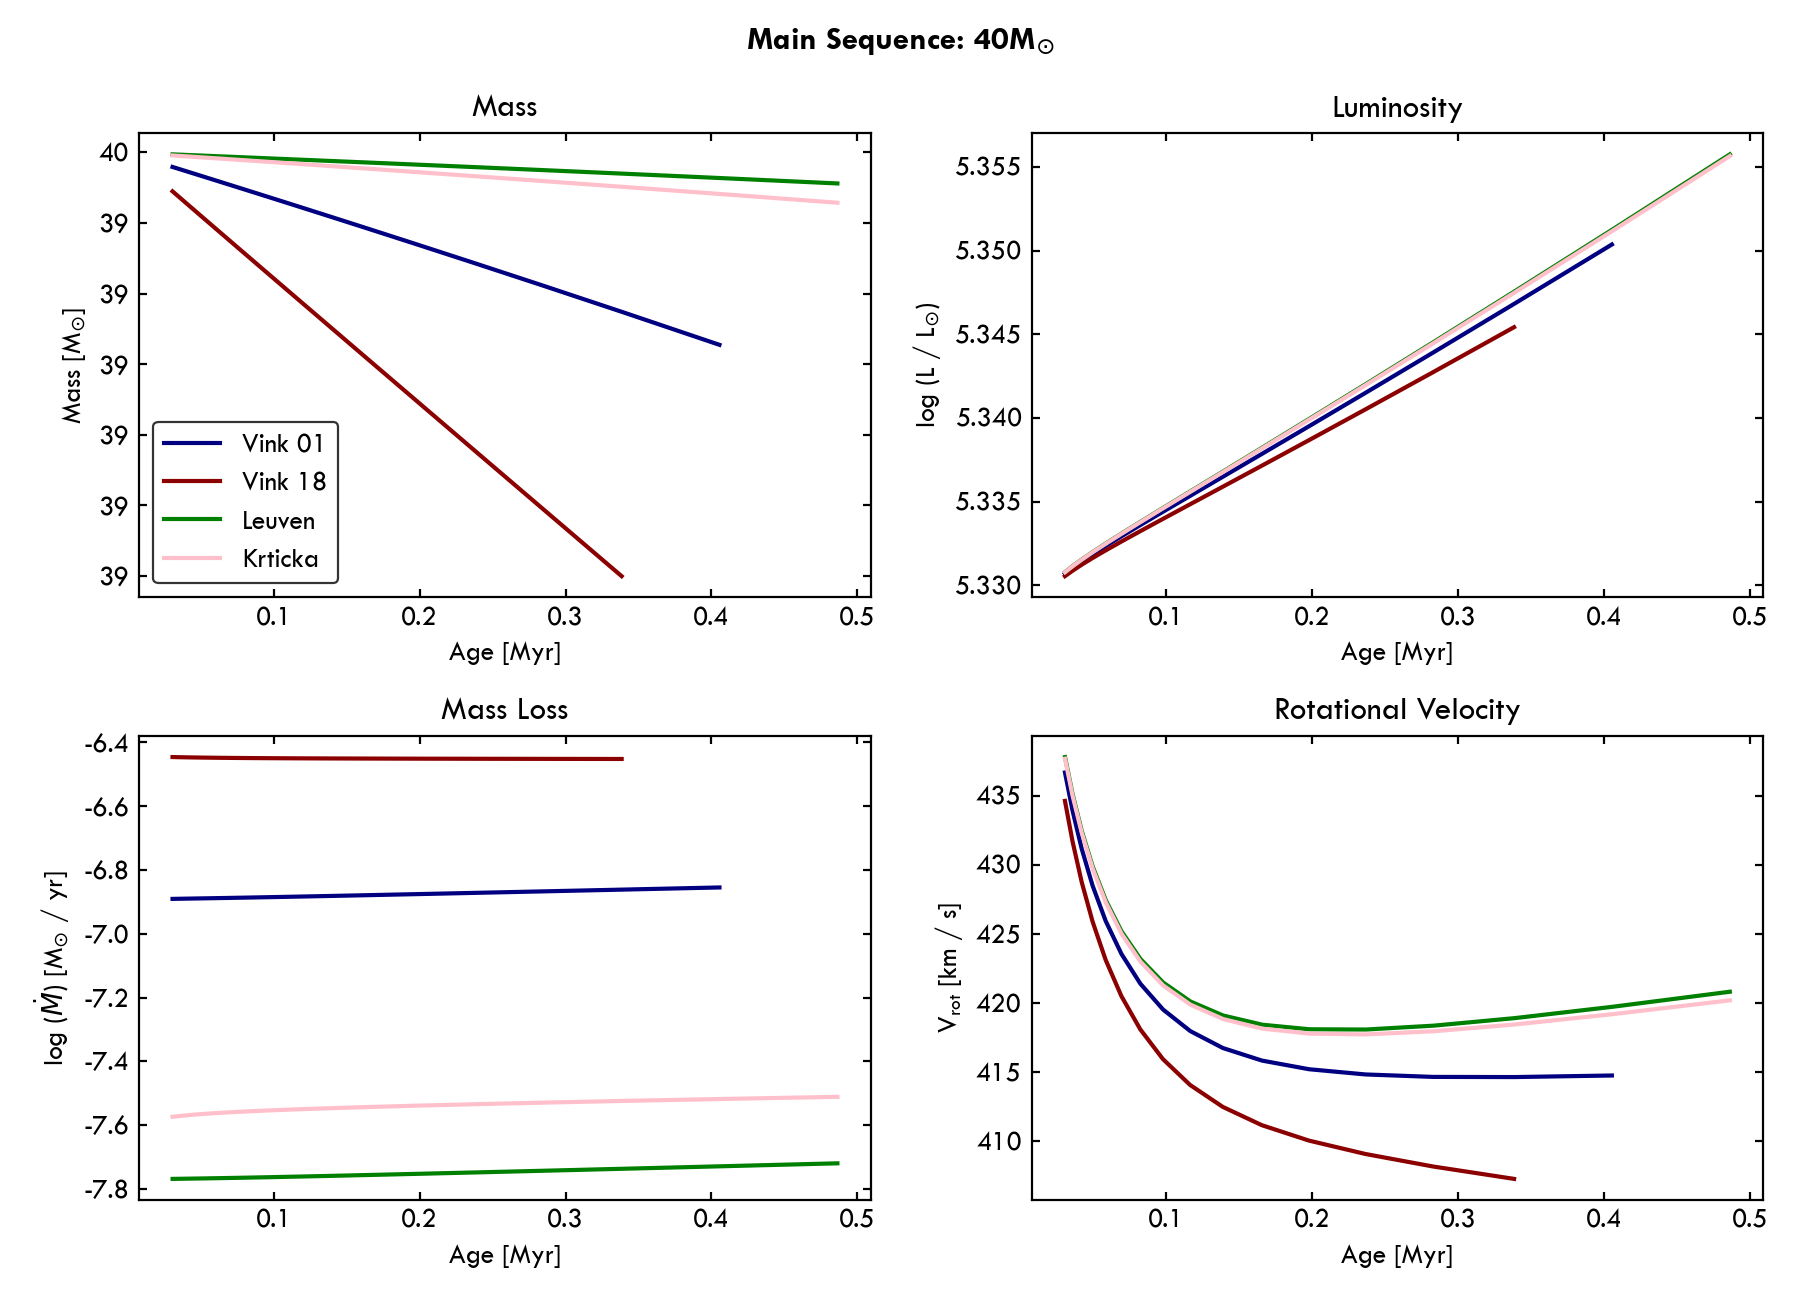 Main Sequence: 40M☉
Mass
40
39
39
39
39
39
39
Mass [M☉]
Vink 01
Vink 18
Leuven
Krticka
0.1
0.2
0.3
0.4
0.5
Age [Myr]
Luminosity
5.355
5.350
5.345
5.340
5.335
5.330
log (L / L☉)
0.1
0.2
0.3
0.4
0.5
Age [Myr]
Mass Loss
-6.4
-6.6
-6.8
-7.0
-7.2
-7.4
-7.6
-7.8
log (Ṁ) [M☉ / yr]
0.1
0.2
0.3
0.4
0.5
Age [Myr]
Rotational Velocity
435
430
425
420
415
410
Vrot [km / s]
0.1
0.2
0.3
0.4
0.5
Age [Myr]